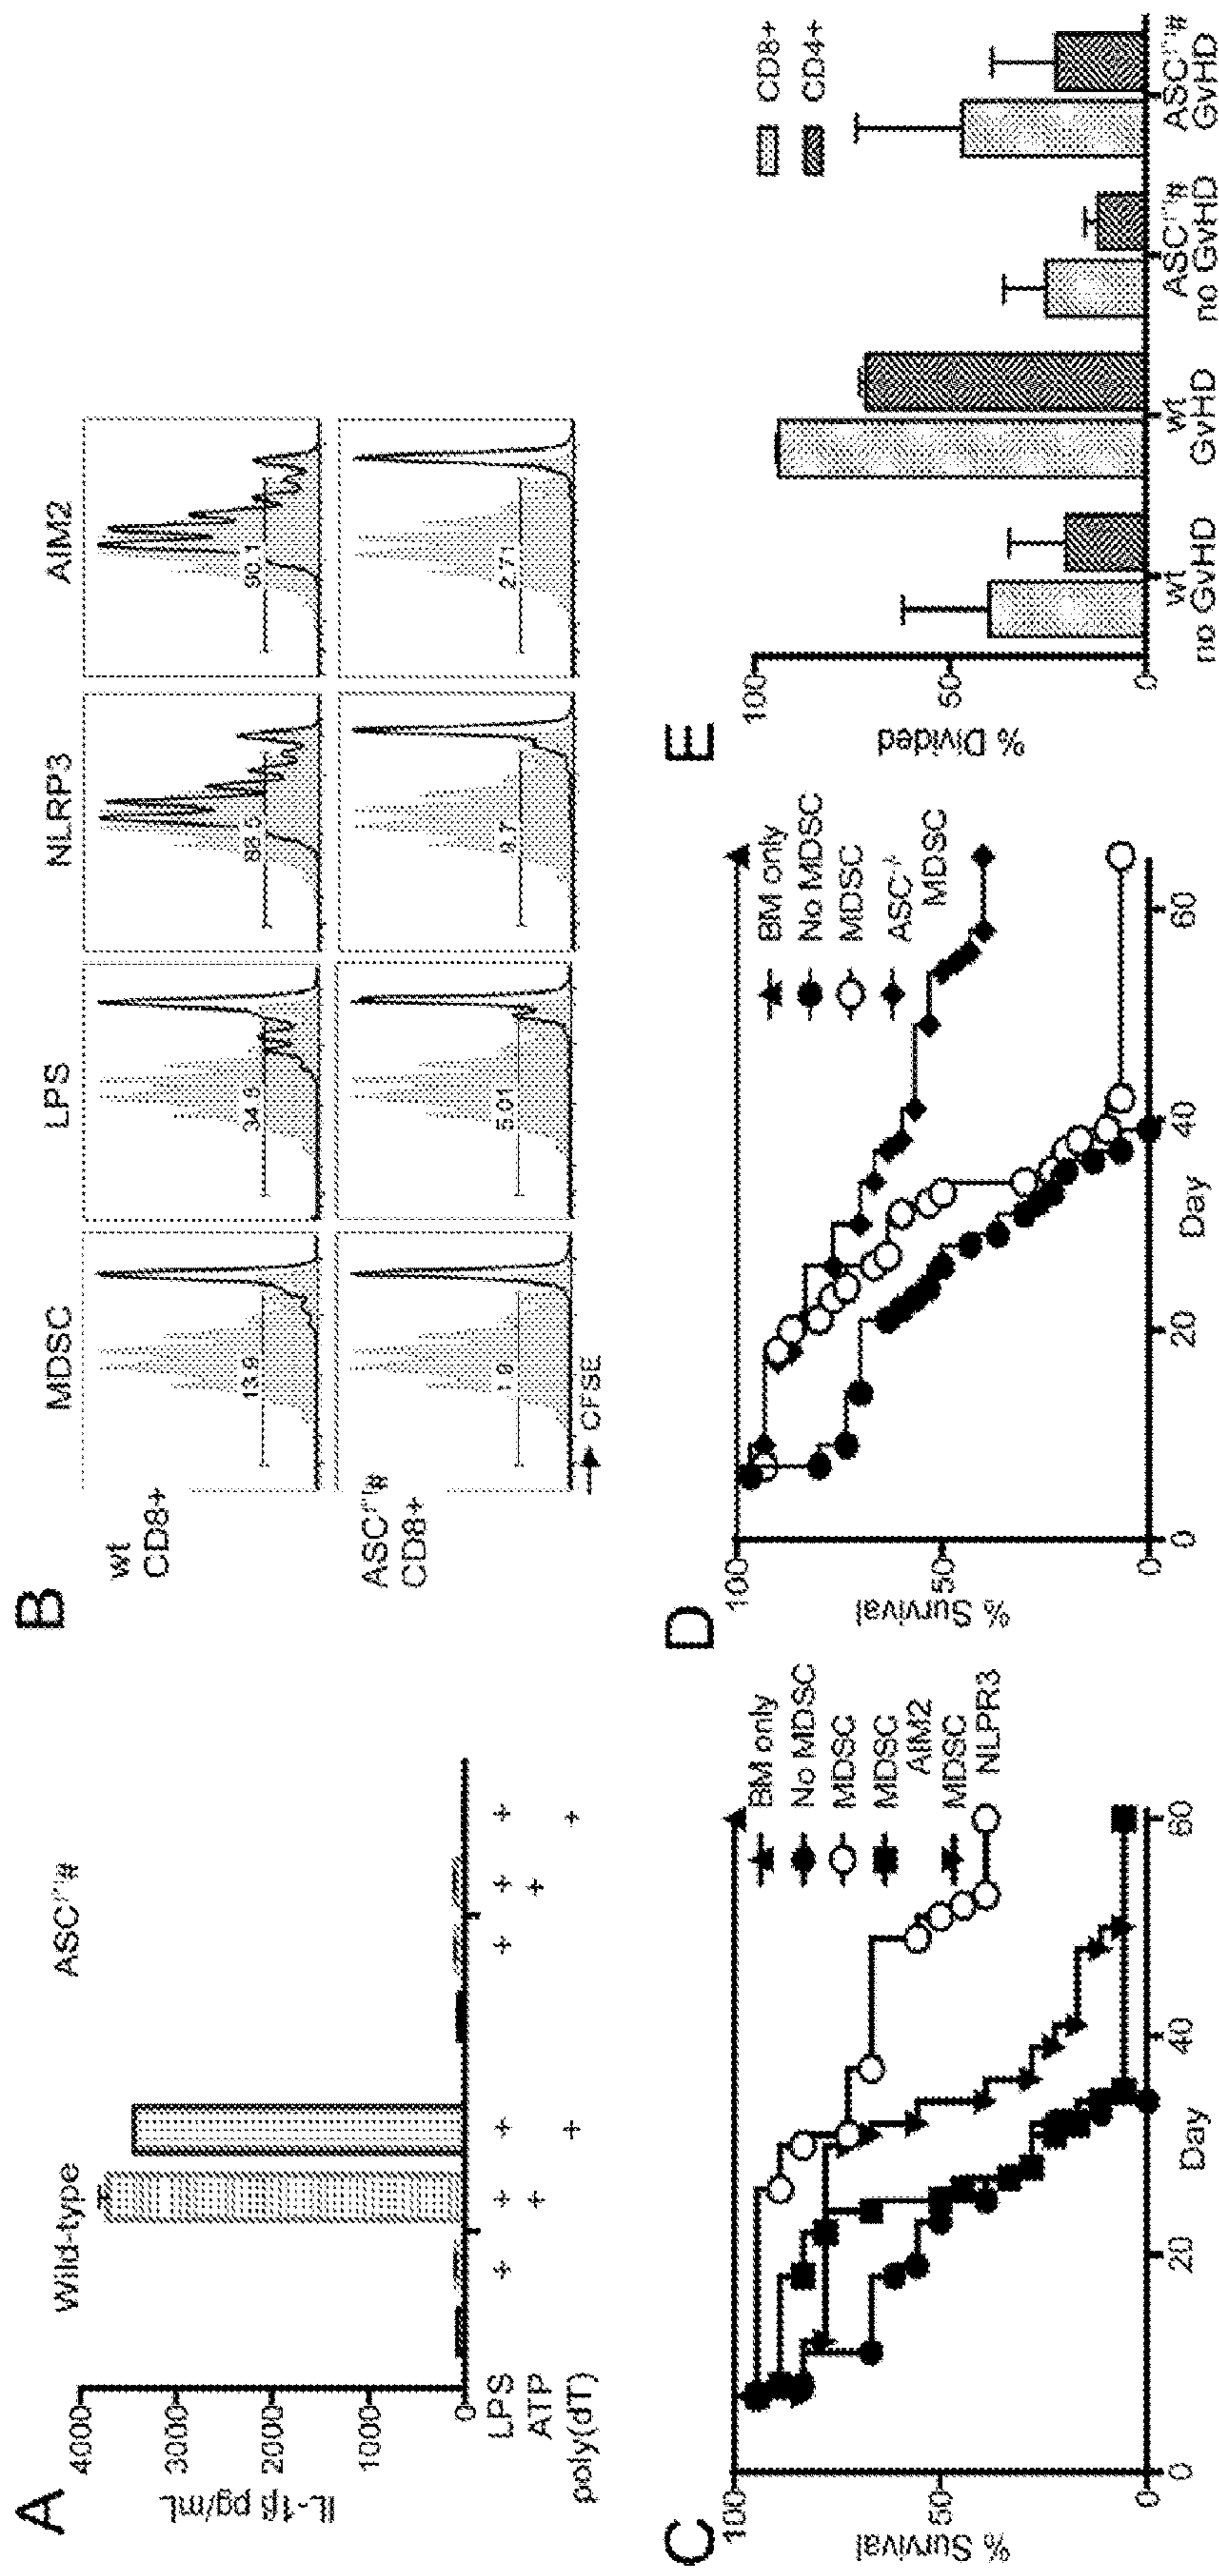 A
Wild-type
ASC-/-#
4000
3000
2000
1000
0
IL-1β pg/mL
LPS + + + + + +
ATP + +
poly(dT) + +
B
MDSC LPS NLRP3 AIM2
wt
CD8+
13.9 34.8 88.5 90.1
CD8+
1.9 5.01 9.7 2.71
CFSE
C
100
50
0
% Survival
0 20 40 60
Day
BM only
No MDSC
MDSC
MDSC
AIM2
MDSC
NLPR3
D
100
50
0
% Survival
0 20 40 60
Day
BM only
No MDSC
MDSC
ASC-/-
MDSC
E
100
50
0
% Divided
CD8+
CD4+
wt
no GvHD
wt
GvHD
no GvHD
GvHD